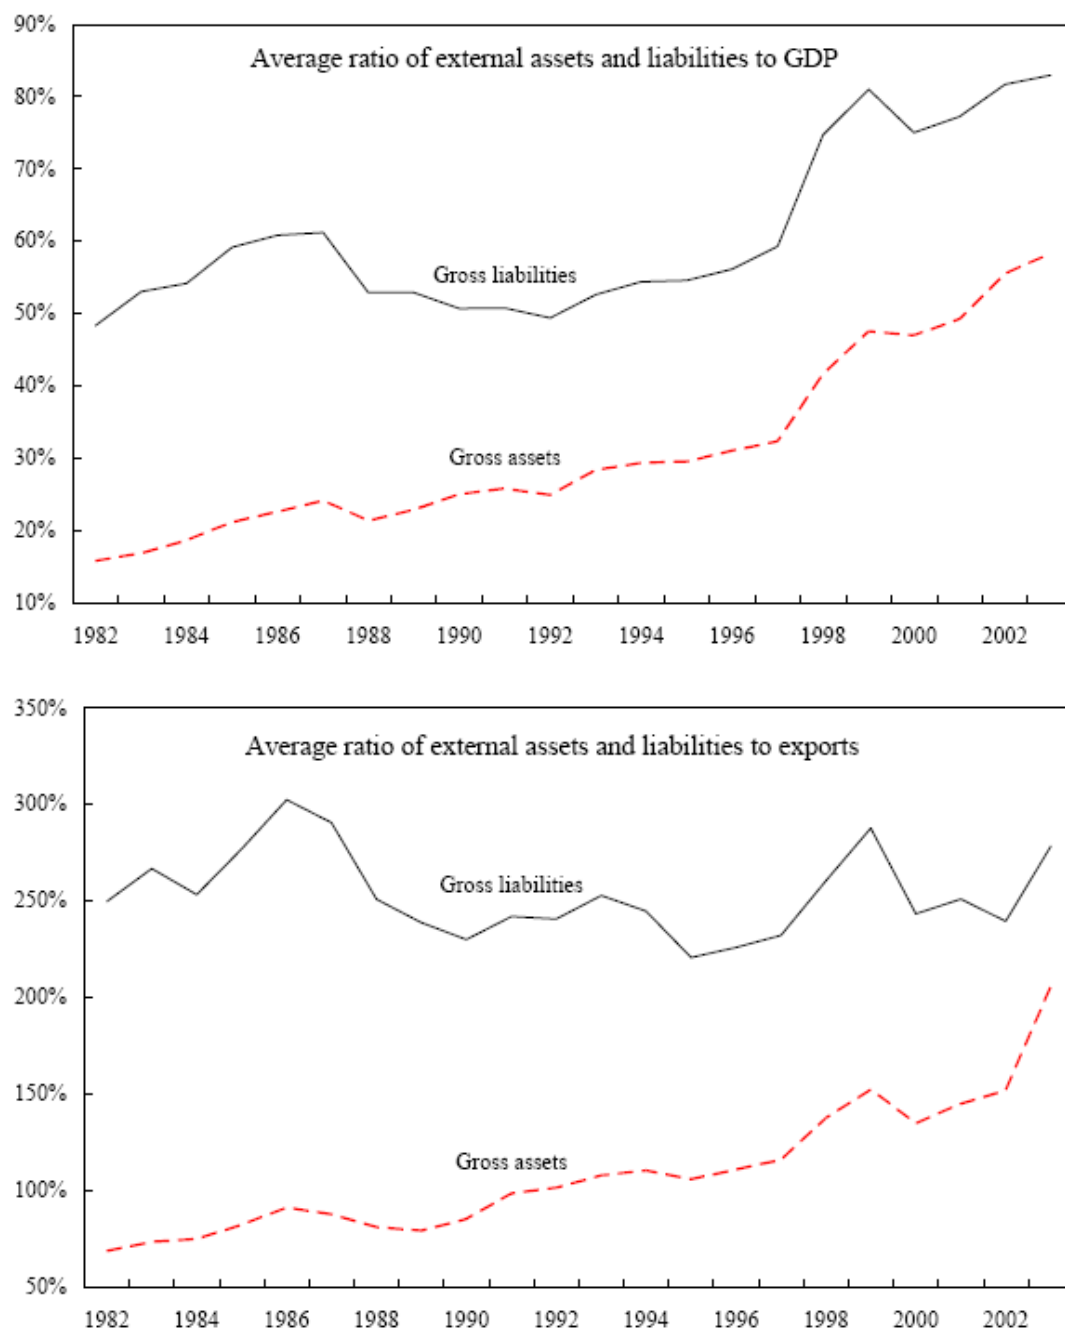 90%
Average ratio of external assets and liabilities to GDP
80%
70%
60%
Gross liabilities
50%
40%
30%
Gross assets
20%
10%
1982 1984 1986 1988 1990 1992 1994 1996 1998 2000 2002
350%
Average ratio of external assets and liabilities to exports
300%
250%
Gross liabilities
200%
150%
Gross assets
100%
50%
1982 1984 1986 1988 1990 1992 1994 1996 1998 2000 2002